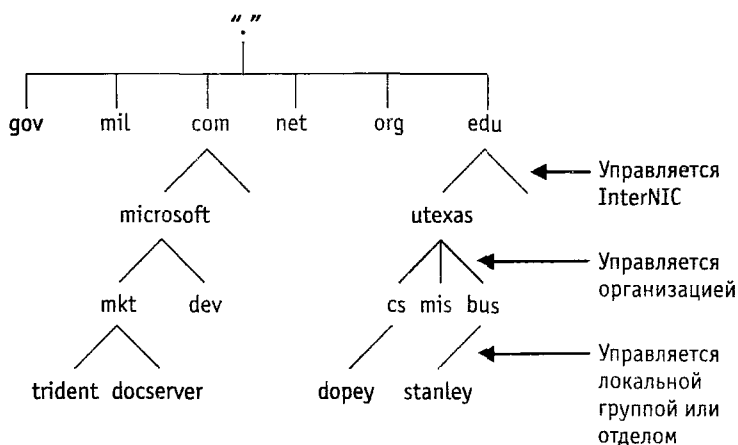 "."
gov mil com net org edu
Управляется
InterNIC
microsoft utexas
Управляется
организацией
mkt dev cs mis bus
Управляется
локальной
группой или
отделом
trident docserver dopey stanley